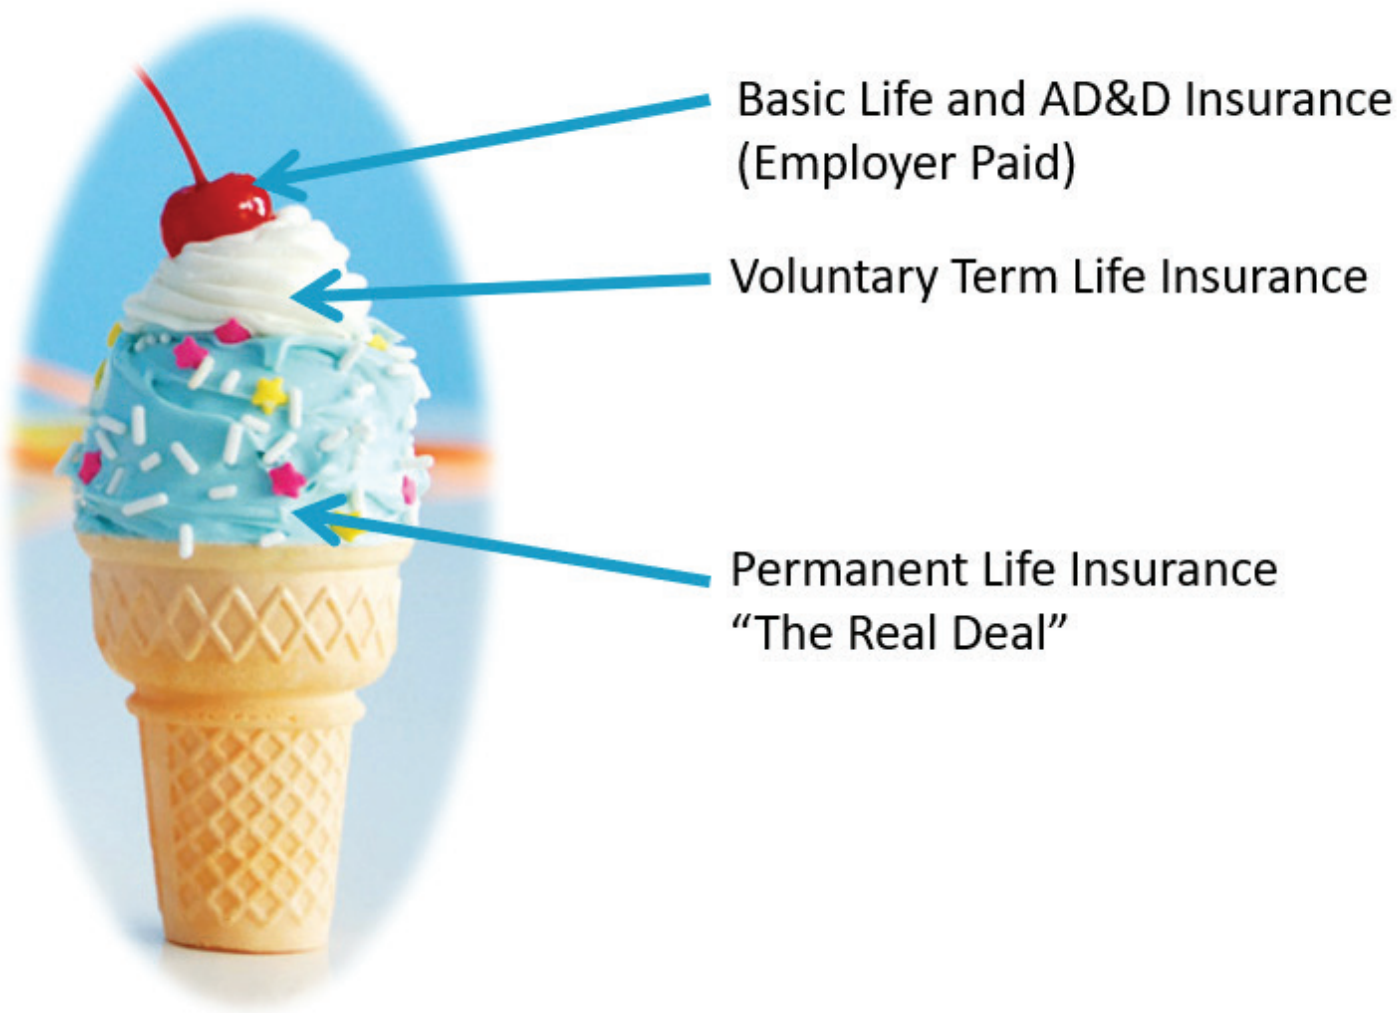 Basic Life and AD&D Insurance
(Employer Paid)
Voluntary Term Life Insurance
Permanent Life Insurance
“The Real Deal”